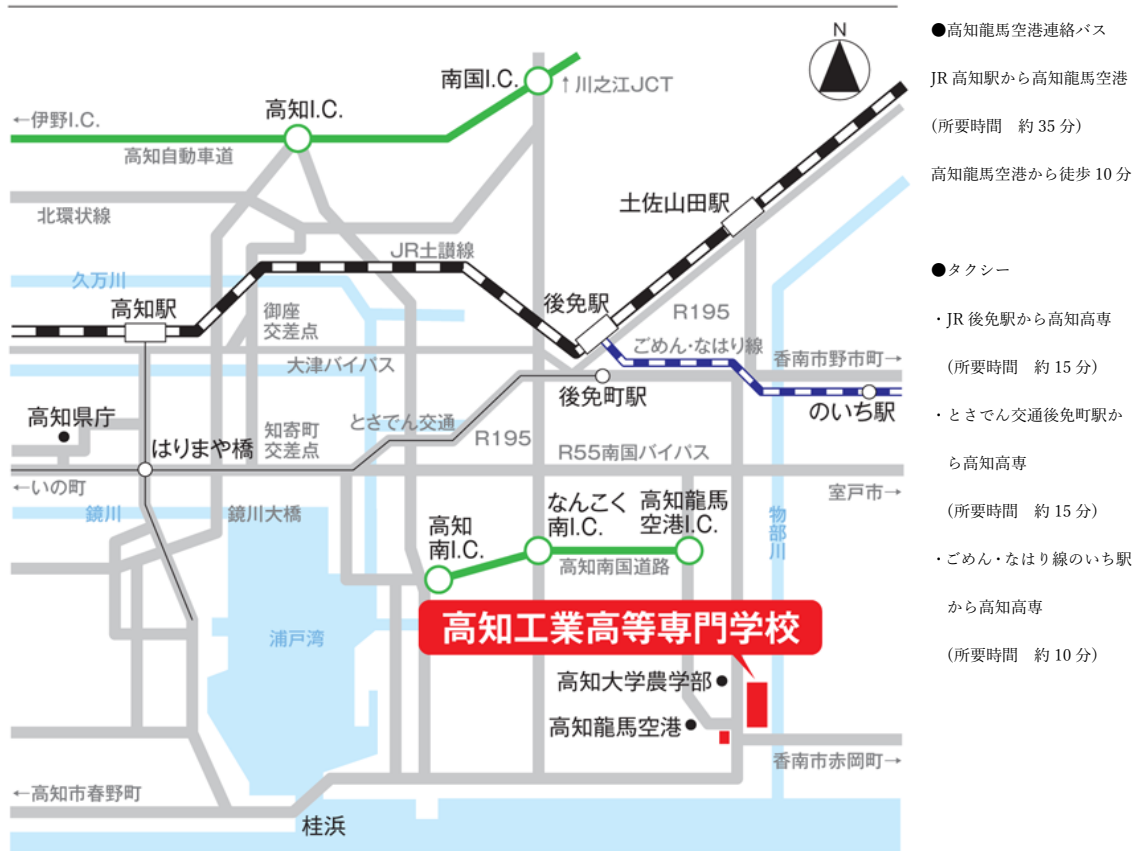 N
南国I.C.
↑川之江JCT
高知I.C.
←伊野I.C.
高知自動車道
土佐山田駅
北環状線
JR土讃線
久万川
高知駅
御座
交差点
後免駅
R195
ごめん・なはり線
香南市野市町→
大津バイパス
後免町駅
のいち駅
高知県庁
はりまや橋
知寄町
交差点
とさでん交通
R195
R55南国バイパス
←いの町
室戸市→
鏡川
鏡川大橋
高知
南I.C.
なんこく
南I.C.
高知龍馬
空港I.C.
物部川
高知南国道路
高知工業高等専門学校
浦戸湾
高知大学農学部
高知龍馬空港
香南市赤岡町→
←高知市春野町
桂浜
●高知龍馬空港連絡バス
JR 高知駅から高知龍馬空港
(所要時間　約 35 分)
高知龍馬空港から徒歩 10 分
●タクシー
・JR 後免駅から高知高専
(所要時間　約 15 分)
・とさでん交通後免町駅か
ら高知高専
(所要時間　約 15 分)
・ごめん・なはり線のいち駅
から高知高専
(所要時間　約 10 分)